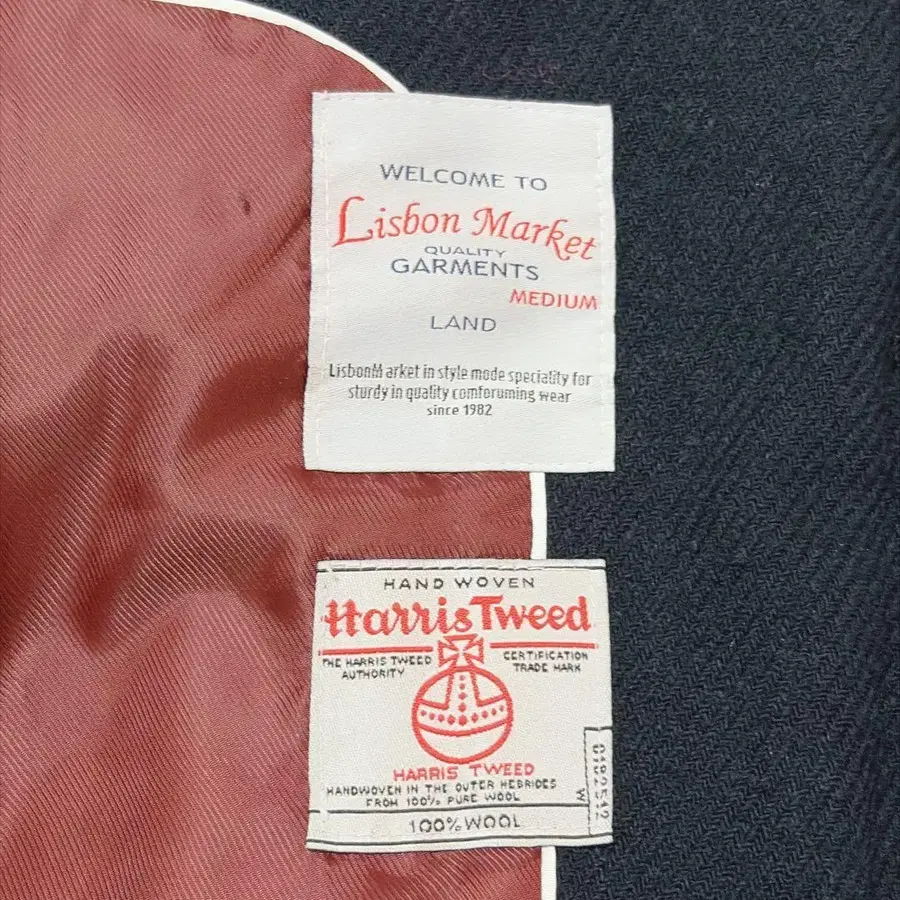 WELCOME TO
Lisbon Market
QUALITY
GARMENTS
MEDIUM
LAND
LisbonM arket in style mode speciality for
sturdy in quality comforuming wear
since 1982
HAND WOVEN
Harris Tweed
THE HARRIS TWEED
AUTHORITY
CERTIFICATION
TRADE MARK
HARRIS TWEED
HANDWOVEN IN THE OUTER HEBRIDES
FROM 100% PURE WOOL
100% WOOL
W